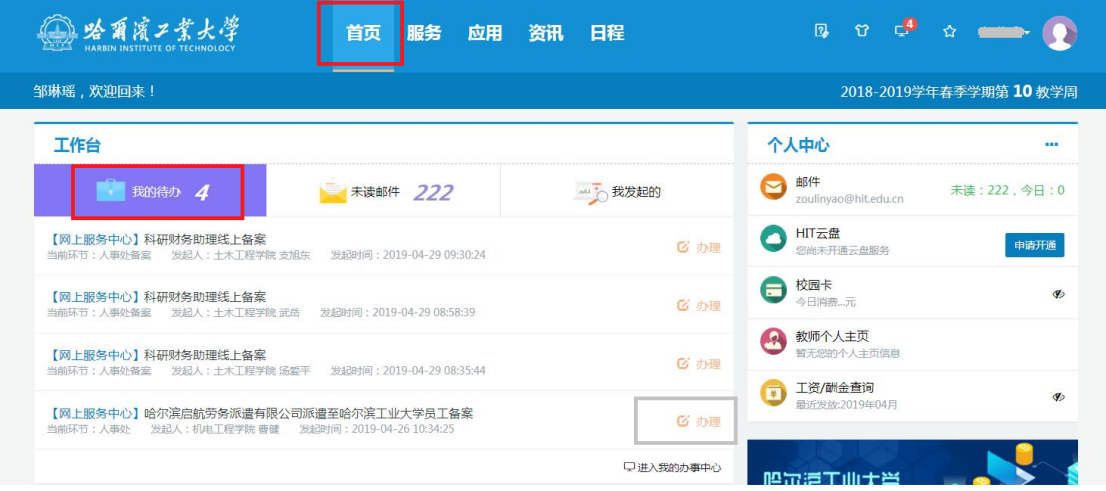 哈尔滨工业大学
HARBIN INSTITUTE OF TECHNOLOGY
首页 服务 应用 资讯 日程
4
邹琳瑶，欢迎回来！
2018-2019学年春季学期第 10 教学周
工作台
我的待办 4
未读邮件 222
我发起的
【网上服务中心】科研财务助理线上备案
当前环节：人事处备案 发起人：土木工程学院 支旭东 发起时间：2019-04-29 09:30:24
办理
【网上服务中心】科研财务助理线上备案
当前环节：人事处备案 发起人：土木工程学院 武岳 发起时间：2019-04-29 08:58:39
办理
【网上服务中心】科研财务助理线上备案
当前环节：人事处备案 发起人：土木工程学院 汤爱平 发起时间：2019-04-29 08:35:44
办理
【网上服务中心】哈尔滨启航劳务派遣有限公司派遣至哈尔滨工业大学员工备案
当前环节：人事处 发起人：机电工程学院 曹健 发起时间：2019-04-26 10:34:25
办理
进入我的办事中心
个人中心
邮件
zoulinyao@hit.edu.cn
未读：222，今日：0
HIT云盘
您尚未开通云盘服务
申请开通
校园卡
今日消费...元
教师个人主页
暂无您的个人主页信息
工资/酬金查询
最近发放:2019年04月
哈尔滨工业大学